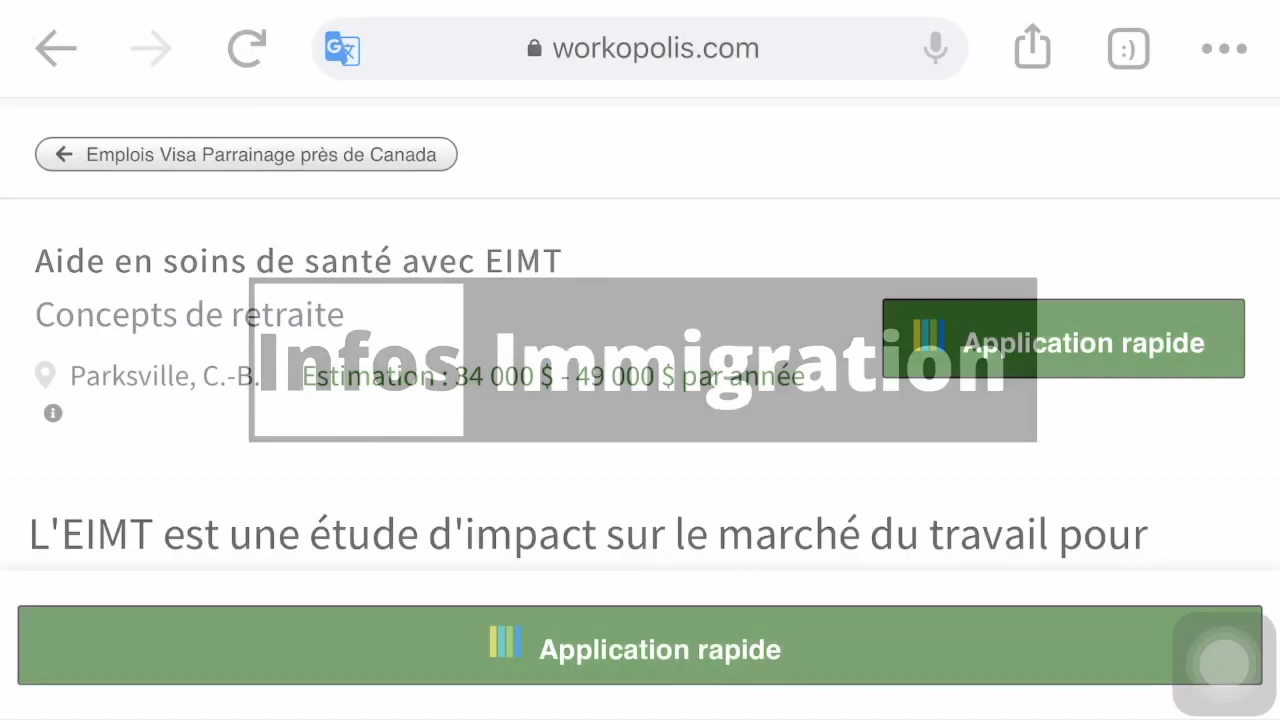 workopolis.com
:)
Emplois Visa Parrainage près de Canada
Aide en soins de santé avec EIMT
Concepts de retraite
Application rapide
Parksville, C.-B.
Estimation : 34 000 $ - 49 000 $ par année
Infos Immigration
L'EIMT est une étude d'impact sur le marché du travail pour
Application rapide